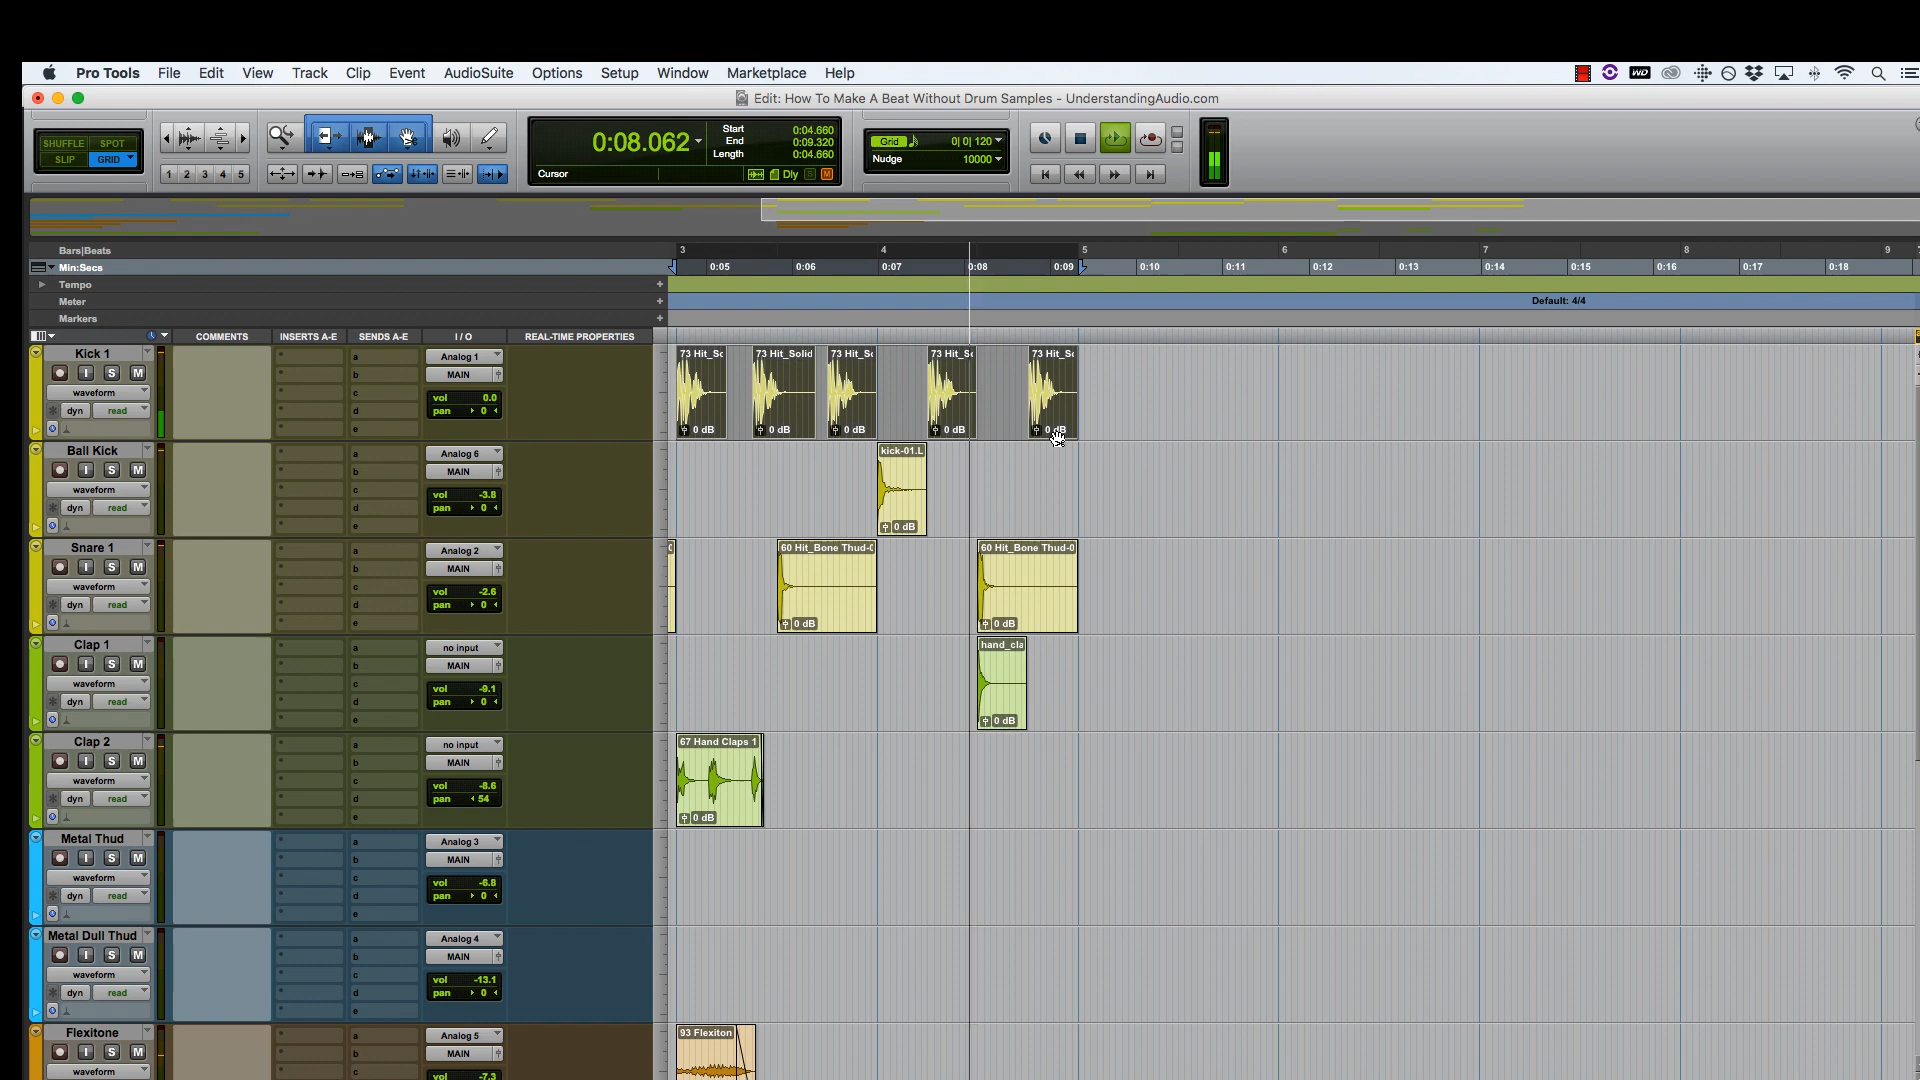 Pro Tools File Edit View Track Clip Event AudioSuite Options Setup Window Marketplace Help
WD
Edit: How To Make A Beat Without Drum Samples - UnderstandingAudio.com
SHUFFLE SPOT
SLIP GRID
1 2 3 4 5
0:08.062
Start 0:04.660
End 0:09.320
Length 0:04.660
Cursor
Dly S M
Grid 0| 0| 120
Nudge 10000
Bars|Beats 3 4 5 6 7 8 9
Min:Secs 0:05 0:06 0:07 0:08 0:09 0:10 0:11 0:12 0:13 0:14 0:15 0:16 0:17 0:18
Tempo
Meter Default: 4/4
Markers
COMMENTS INSERTS A-E SENDS A-E I / O REAL-TIME PROPERTIES
Kick 1 a Analog 1 73 Hit_Sc 73 Hit_Solid 73 Hit_Sc 73 Hit_Sc 73 Hit_Sc
I S M b MAIN
waveform c vol 0.0
dyn read d pan 0
e 0 dB 0 dB 0 dB 0 dB 0 dB
Ball Kick a Analog 6 kick-01.L
I S M b MAIN
waveform c vol -3.8
dyn read d pan 0
e 0 dB
Snare 1 a Analog 2 60 Hit_Bone Thud-0 60 Hit_Bone Thud-0
I S M b MAIN
waveform c vol -2.6
dyn read d pan 0
e 0 dB 0 dB
Clap 1 a no input hand_cla
I S M b MAIN
waveform c vol -9.1
dyn read d pan 0
e 0 dB
Clap 2 a no input 67 Hand Claps 1
I S M b MAIN
waveform c vol -8.6
dyn read d pan 54
e 0 dB
Metal Thud a Analog 3
I S M b MAIN
waveform c vol -6.8
dyn read d pan 0
e
Metal Dull Thud a Analog 4
I S M b MAIN
waveform c vol -13.1
dyn read d pan 0
e
Flexitone a Analog 5 93 Flexiton
I S M b MAIN
waveform c vol -7.3